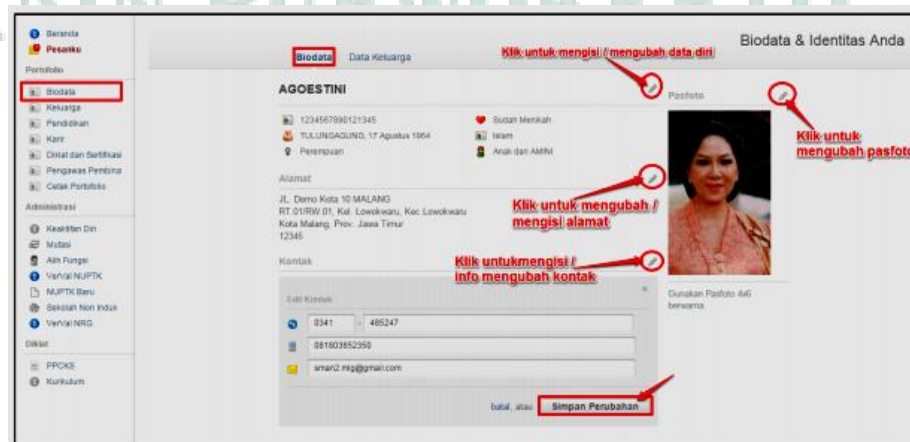 Beranda
Pesanku
Portofolio
Biodata
Keluarga
Pendidikan
Karir
Diklat dan Sertifikasi
Pengawas Pembina
Cetak Portofolio
Administrasi
Keaktifan Diri
Mutasi
Alih Fungsi
VerVal NUPTK
NUPTK Baru
Sekolah Non Induk
VerVal NRG
Diklat
PPCKS
Kurikulum
Biodata & Identitas Anda
Biodata Data Keluarga
Klik untuk mengisi / mengubah data diri
AGOESTINI
1234567890121345
TULUNGAGUNG, 17 Agustus 1964
Perempuan
Sudah Menikah
Islam
Anak dari AMINI
Alamat
JL. Demo Kota 10 MALANG
RT.01/RW.01, Kel. Lowokwaru, Kec.Lowokwaru
Kota Malang, Prov. Jawa Timur
12345
Klik untuk mengubah /
mengisi alamat
Kontak
Klik untukmengisi /
info mengubah kontak
Edit Kontak
0341 - 485247
081803852350
sman2.mlg@gmail.com
batal, atau Simpan Perubahan
Pasfoto
Klik untuk
mengubah pasfoto
Gunakan Pasfoto 4x6
berwarna.